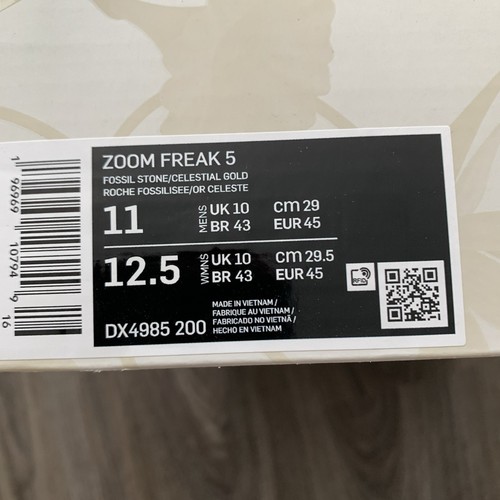 ZOOM FREAK 5
FOSSIL STONE/CELESTIAL GOLD
ROCHE FOSSILISEE/OR CELESTE
11 MENS UK 10 CM 29
BR 43 EUR 45
12.5 WMNS UK 10 CM 29.5
BR 43 EUR 45
RFID
DX4985 200
MADE IN VIETNAM /
FABRIQUE AU VIETNAM /
FABRICADO NO VIETNÃ /
HECHO EN VIETNAM
1 96969 10794 9 16